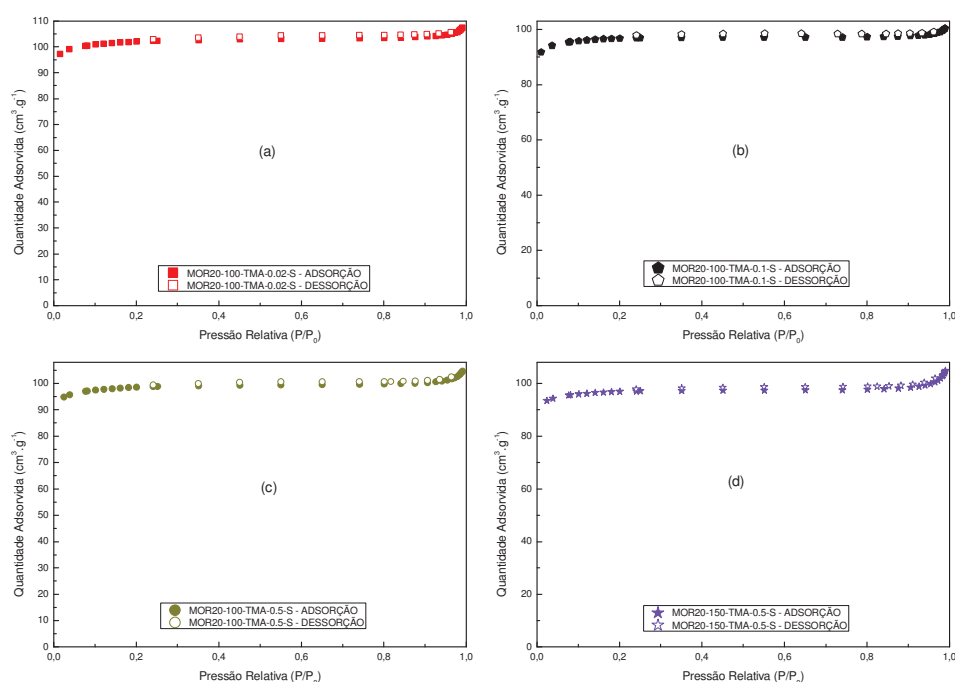 110
100
90
80
70
60
50
40
30
20
10
0
Quantidade Adsorvida (cm³.g⁻¹)
(a)
MOR20-100-TMA-0.02-S - ADSORÇÃO
MOR20-100-TMA-0.02-S - DESSORÇÃO
0,0 0,2 0,4 0,6 0,8 1,0
Pressão Relativa (P/P₀)
100
80
60
40
20
0
Quantidade Adsorvida (cm³.g⁻¹)
(b)
MOR20-100-TMA-0.1-S - ADSORÇÃO
MOR20-100-TMA-0.1-S - DESSORÇÃO
0,0 0,2 0,4 0,6 0,8 1,0
Pressão Relativa (P/P₀)
100
90
80
70
60
50
40
30
20
10
0
Quantidade Adsorvida (cm³.g⁻¹)
(c)
MOR20-100-TMA-0.5-S - ADSORÇÃO
MOR20-100-TMA-0.5-S - DESSORÇÃO
0,0 0,2 0,4 0,6 0,8 1,0
Pressão Relativa (P/P₀)
100
80
60
40
20
0
Quantidade Adsorvida (cm³.g⁻¹)
(d)
MOR20-150-TMA-0.5-S - ADSORÇÃO
MOR20-150-TMA-0.5-S - DESSORÇÃO
0,0 0,2 0,4 0,6 0,8 1,0
Pressão Relativa (P/P₀)